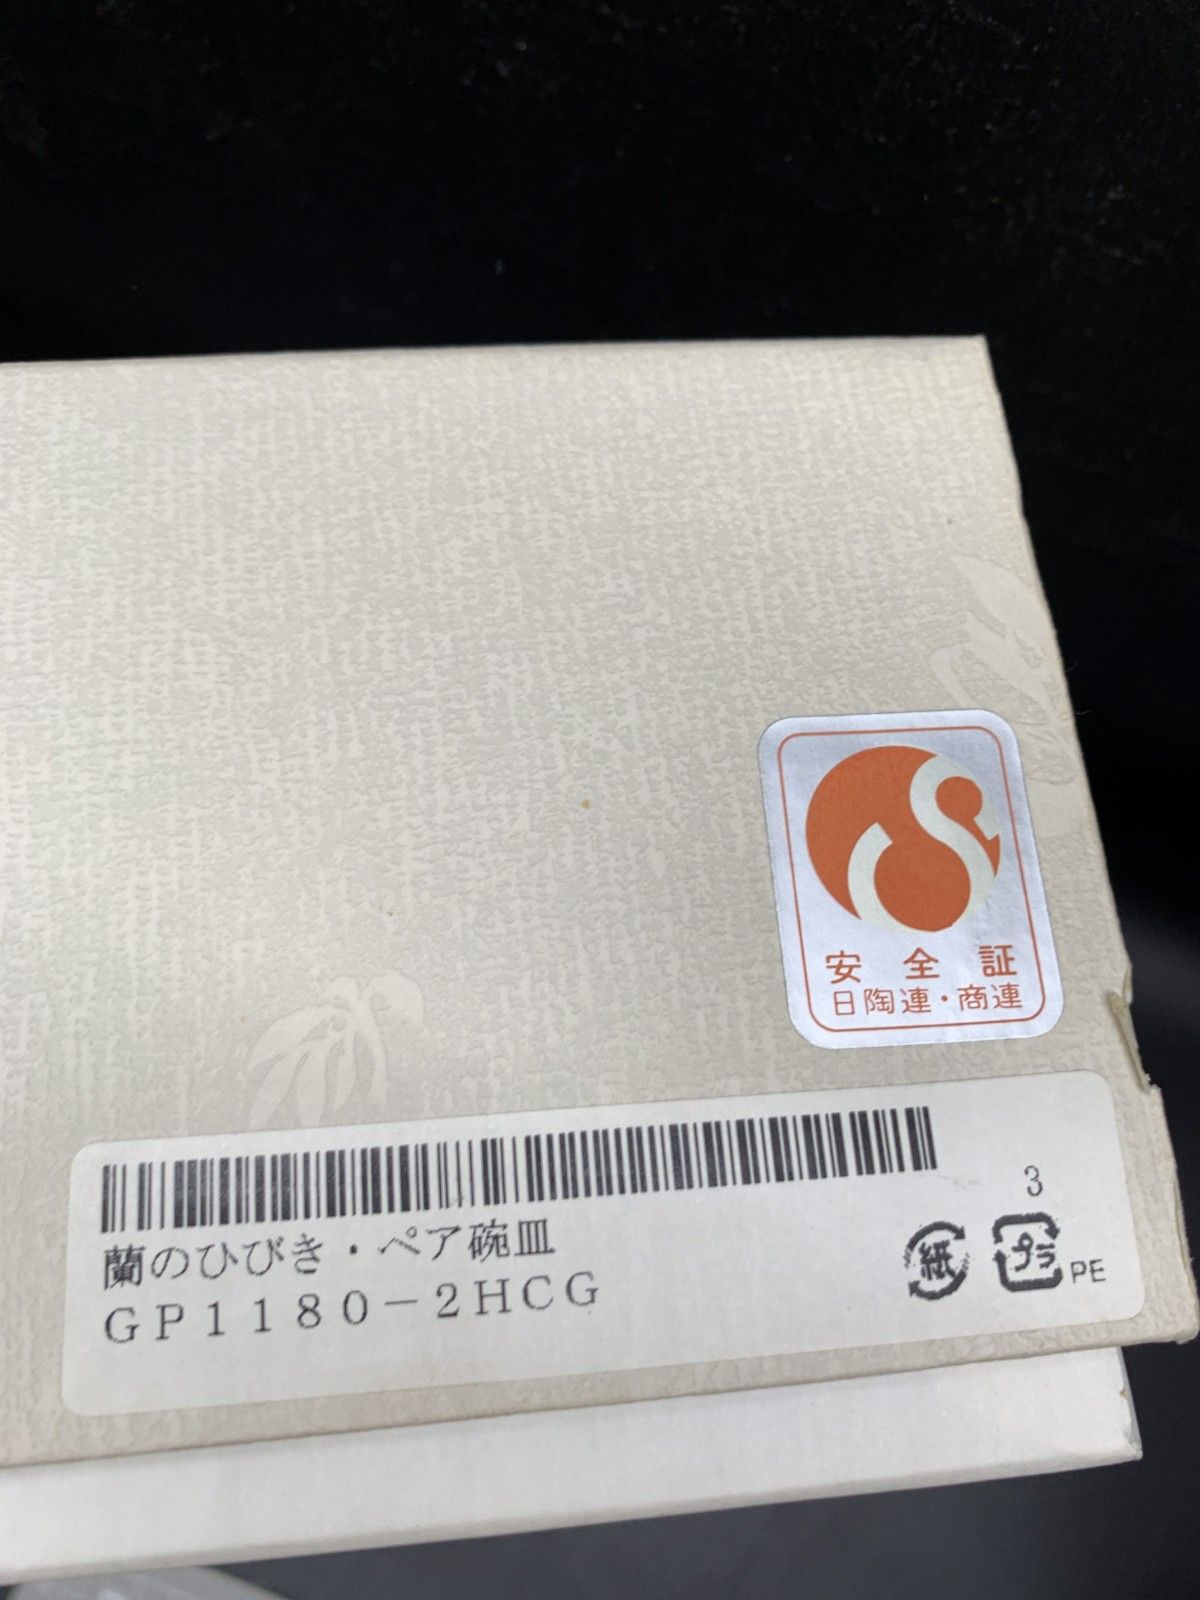 安全証
日陶連・商連
3
蘭のひびき・ペア碗皿
GP1180-2HCG
紙
プラ
PE